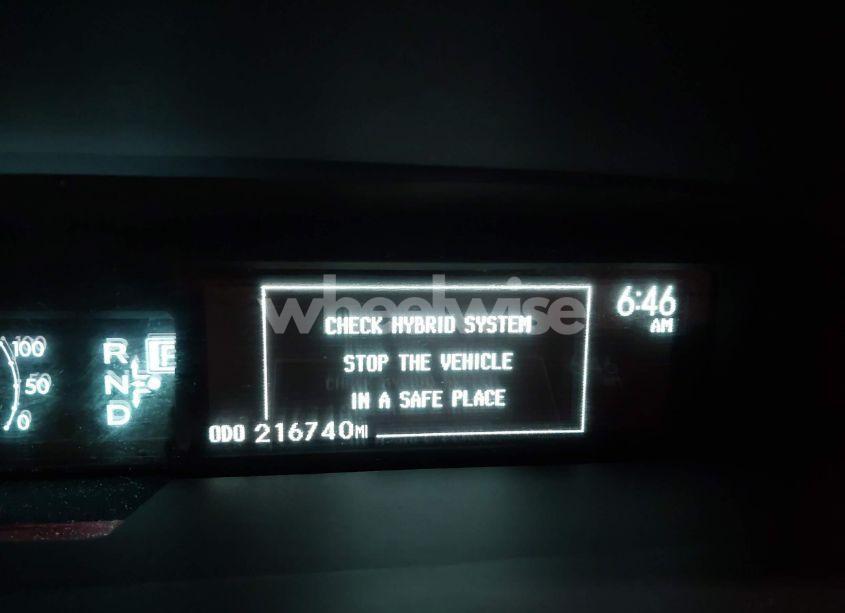 wheelwise
CHECK HYBRID SYSTEM
STOP THE VEHICLE
IN A SAFE PLACE
6:46
AM
ODO 216740MI
100
50
0
R
N
D